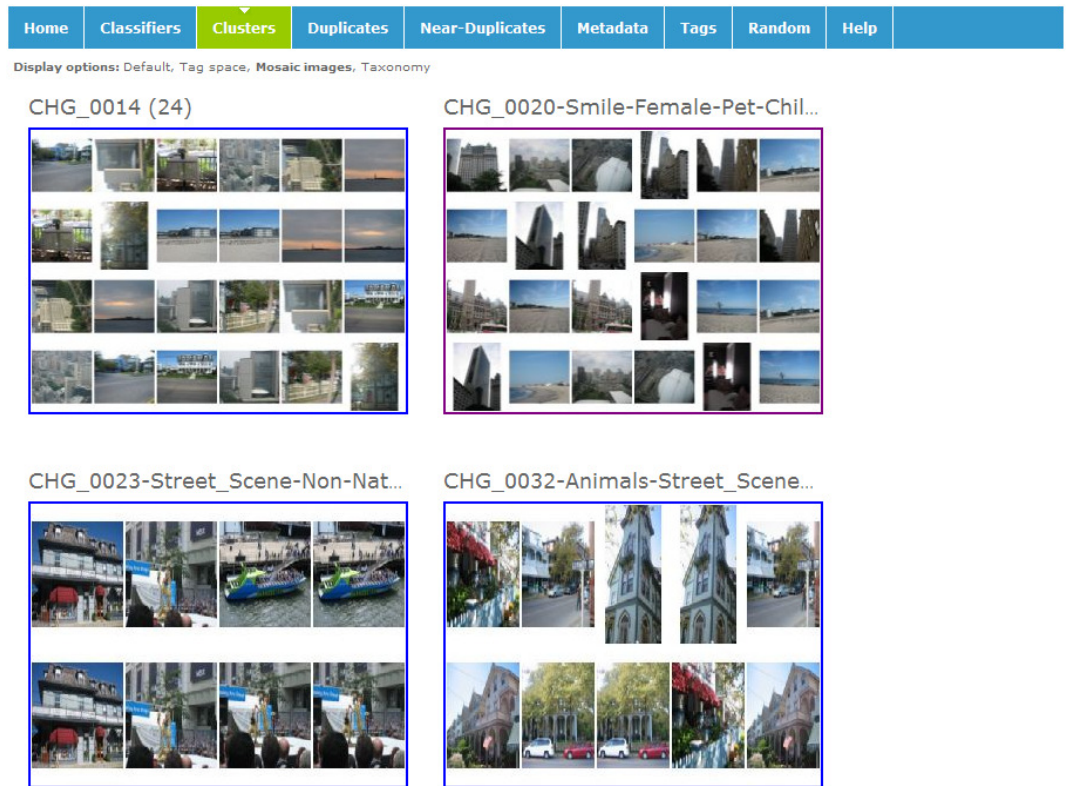 Home Classifiers Clusters Duplicates Near-Duplicates Metadata Tags Random Help
Display options: Default, Tag space, Mosaic images, Taxonomy
CHG_0014 (24)
CHG_0020-Smile-Female-Pet-Chil...
CHG_0023-Street_Scene-Non-Nat...
CHG_0032-Animals-Street_Scene...